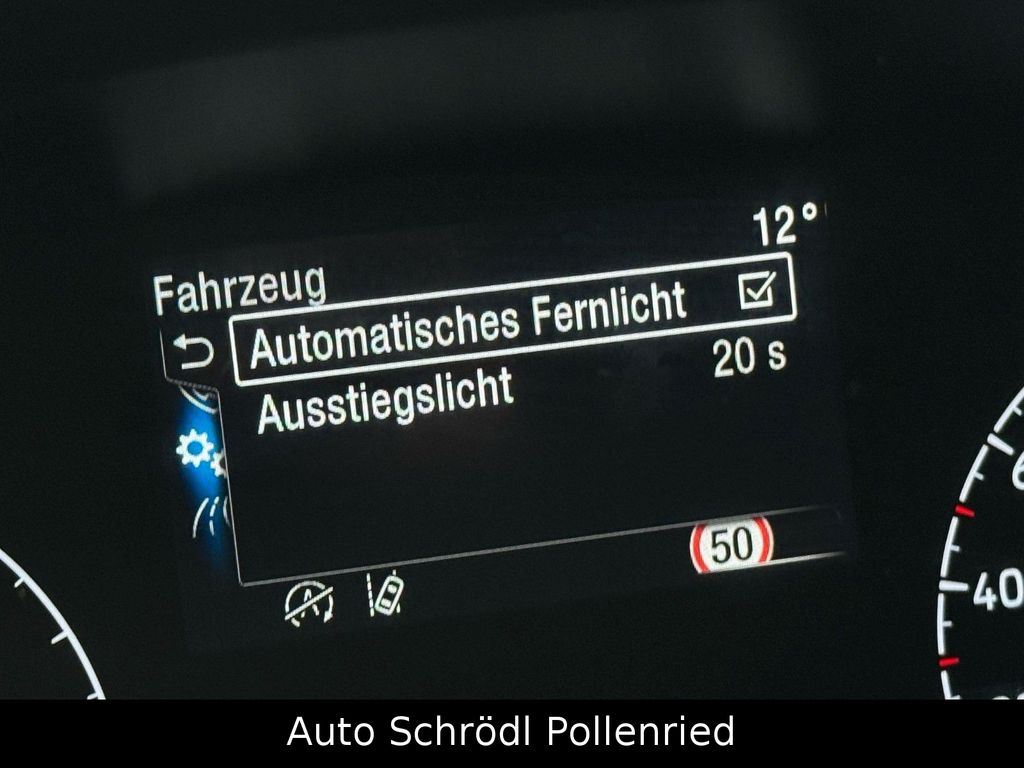 12°
Fahrzeug
Automatisches Fernlicht
Ausstiegslicht 20 s
50
40
Auto Schrödl Pollenried